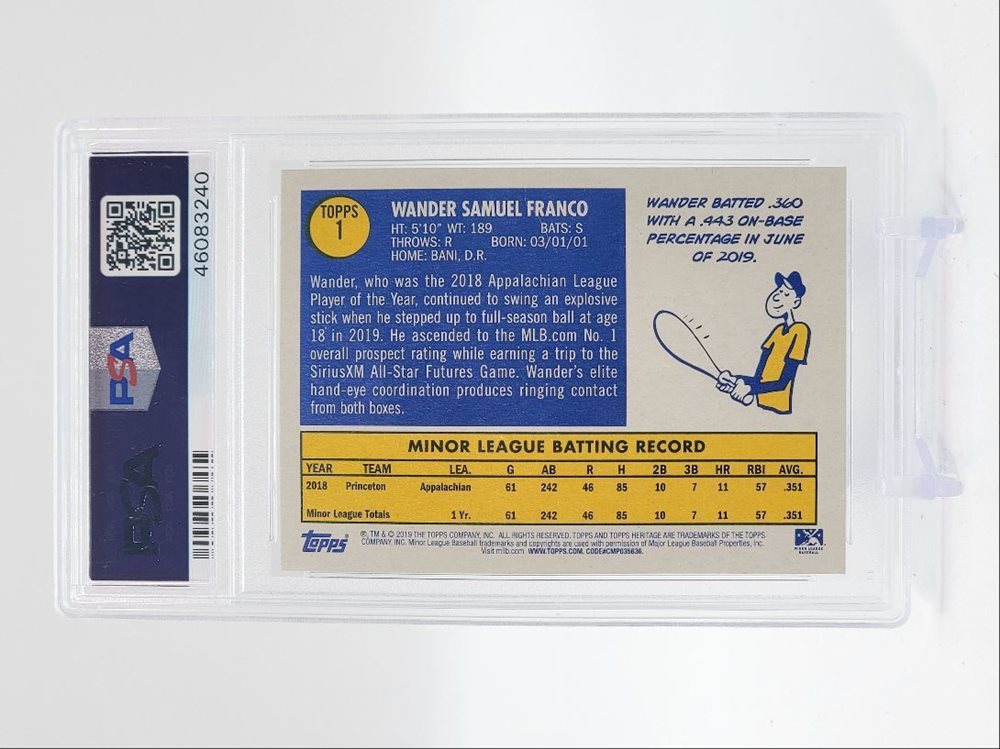 46083240
PSA
PSA
TOPPS
1
WANDER SAMUEL FRANCO
HT: 5'10" WT: 189 BATS: S
THROWS: R BORN: 03/01/01
HOME: BANI, D.R.
Wander, who was the 2018 Appalachian League
Player of the Year, continued to swing an explosive
stick when he stepped up to full-season ball at age
18 in 2019. He ascended to the MLB.com No. 1
overall prospect rating while earning a trip to the
SiriusXM All-Star Futures Game. Wander's elite
hand-eye coordination produces ringing contact
from both boxes.
WANDER BATTED .360
WITH A .443 ON-BASE
PERCENTAGE IN JUNE
OF 2019.
MINOR LEAGUE BATTING RECORD
YEAR TEAM LEA. G AB R H 2B 3B HR RBI AVG.
2018 Princeton Appalachian 61 242 46 85 10 7 11 57 .351
Minor League Totals 1 Yr. 61 242 46 85 10 7 11 57 .351
Topps
®, TM & © 2019 THE TOPPS COMPANY, INC. ALL RIGHTS RESERVED. TOPPS AND TOPPS HERITAGE ARE TRADEMARKS OF THE TOPPS
COMPANY, INC. Minor League Baseball trademarks and copyrights are used with permission of Major League Baseball Properties, Inc.
Visit milb.com WWW.TOPPS.COM. CODE#CMP035636.
MINOR LEAGUE
BASEBALL